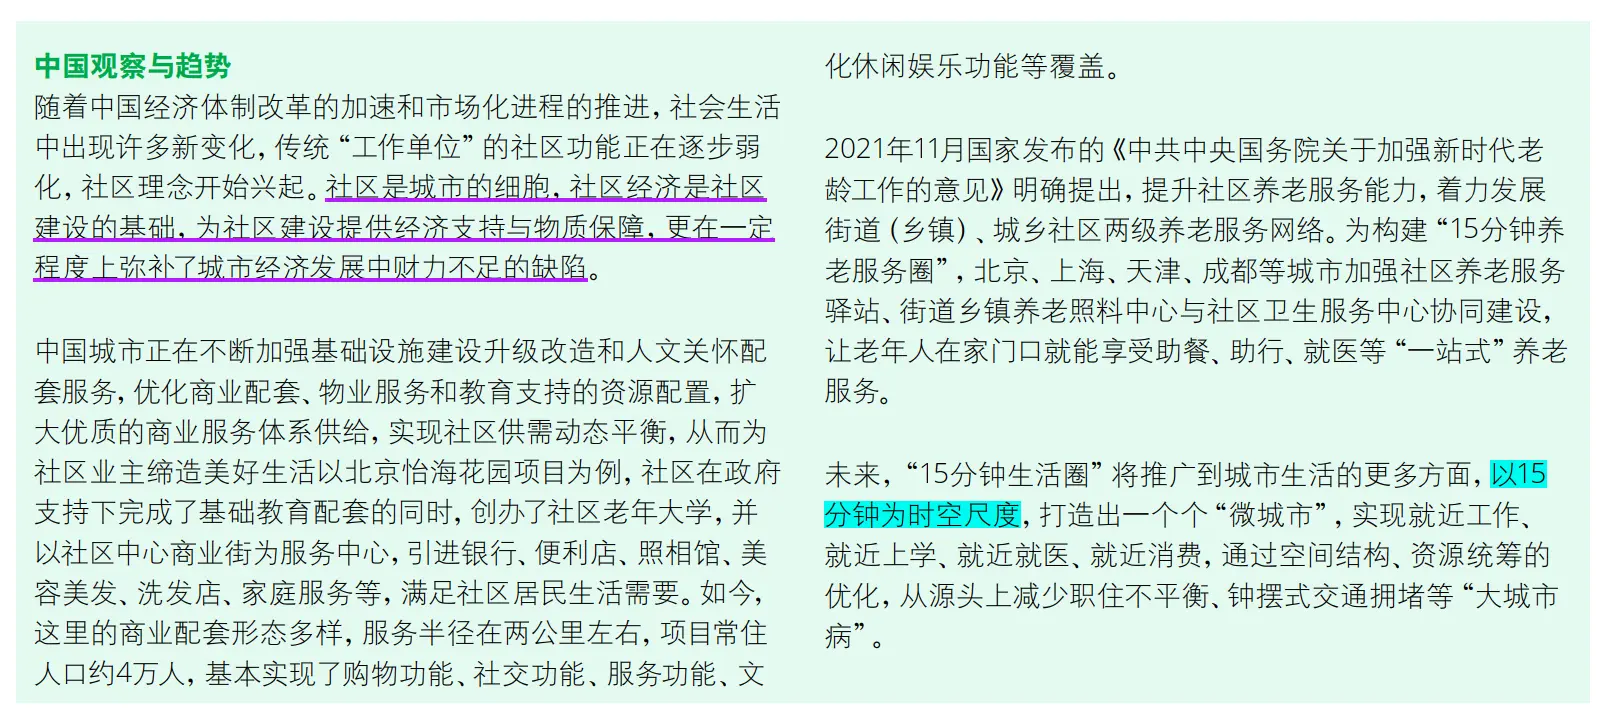 中国观察与趋势
随着中国经济体制改革的加速和市场化进程的推进，社会生活
中出现许多新变化，传统“工作单位”的社区功能正在逐步弱
化，社区理念开始兴起。社区是城市的细胞，社区经济是社区
建设的基础，为社区建设提供经济支持与物质保障，更在一定
程度上弥补了城市经济发展中财力不足的缺陷。
中国城市正在不断加强基础设施建设升级改造和人文关怀配
套服务，优化商业配套、物业服务和教育支持的资源配置，扩
大优质的商业服务体系供给，实现社区供需动态平衡，从而为
社区业主缔造美好生活以北京怡海花园项目为例，社区在政府
支持下完成了基础教育配套的同时，创办了社区老年大学，并
以社区中心商业街为服务中心，引进银行、便利店、照相馆、美
容美发、洗发店、家庭服务等，满足社区居民生活需要。如今，
这里的商业配套形态多样，服务半径在两公里左右，项目常住
人口约4万人，基本实现了购物功能、社交功能、服务功能、文
化休闲娱乐功能等覆盖。
2021年11月国家发布的《中共中央国务院关于加强新时代老
龄工作的意见》明确提出，提升社区养老服务能力，着力发展
街道（乡镇）、城乡社区两级养老服务网络。为构建“15分钟养
老服务圈”，北京、上海、天津、成都等城市加强社区养老服务
驿站、街道乡镇养老照料中心与社区卫生服务中心协同建设，
让老年人在家门口就能享受助餐、助行、就医等“一站式”养老
服务。
未来，“15分钟生活圈”将推广到城市生活的更多方面，以15
分钟为时空尺度，打造出一个个“微城市”，实现就近工作、
就近上学、就近就医、就近消费，通过空间结构、资源统筹的
优化，从源头上减少职住不平衡、钟摆式交通拥堵等“大城市
病”。